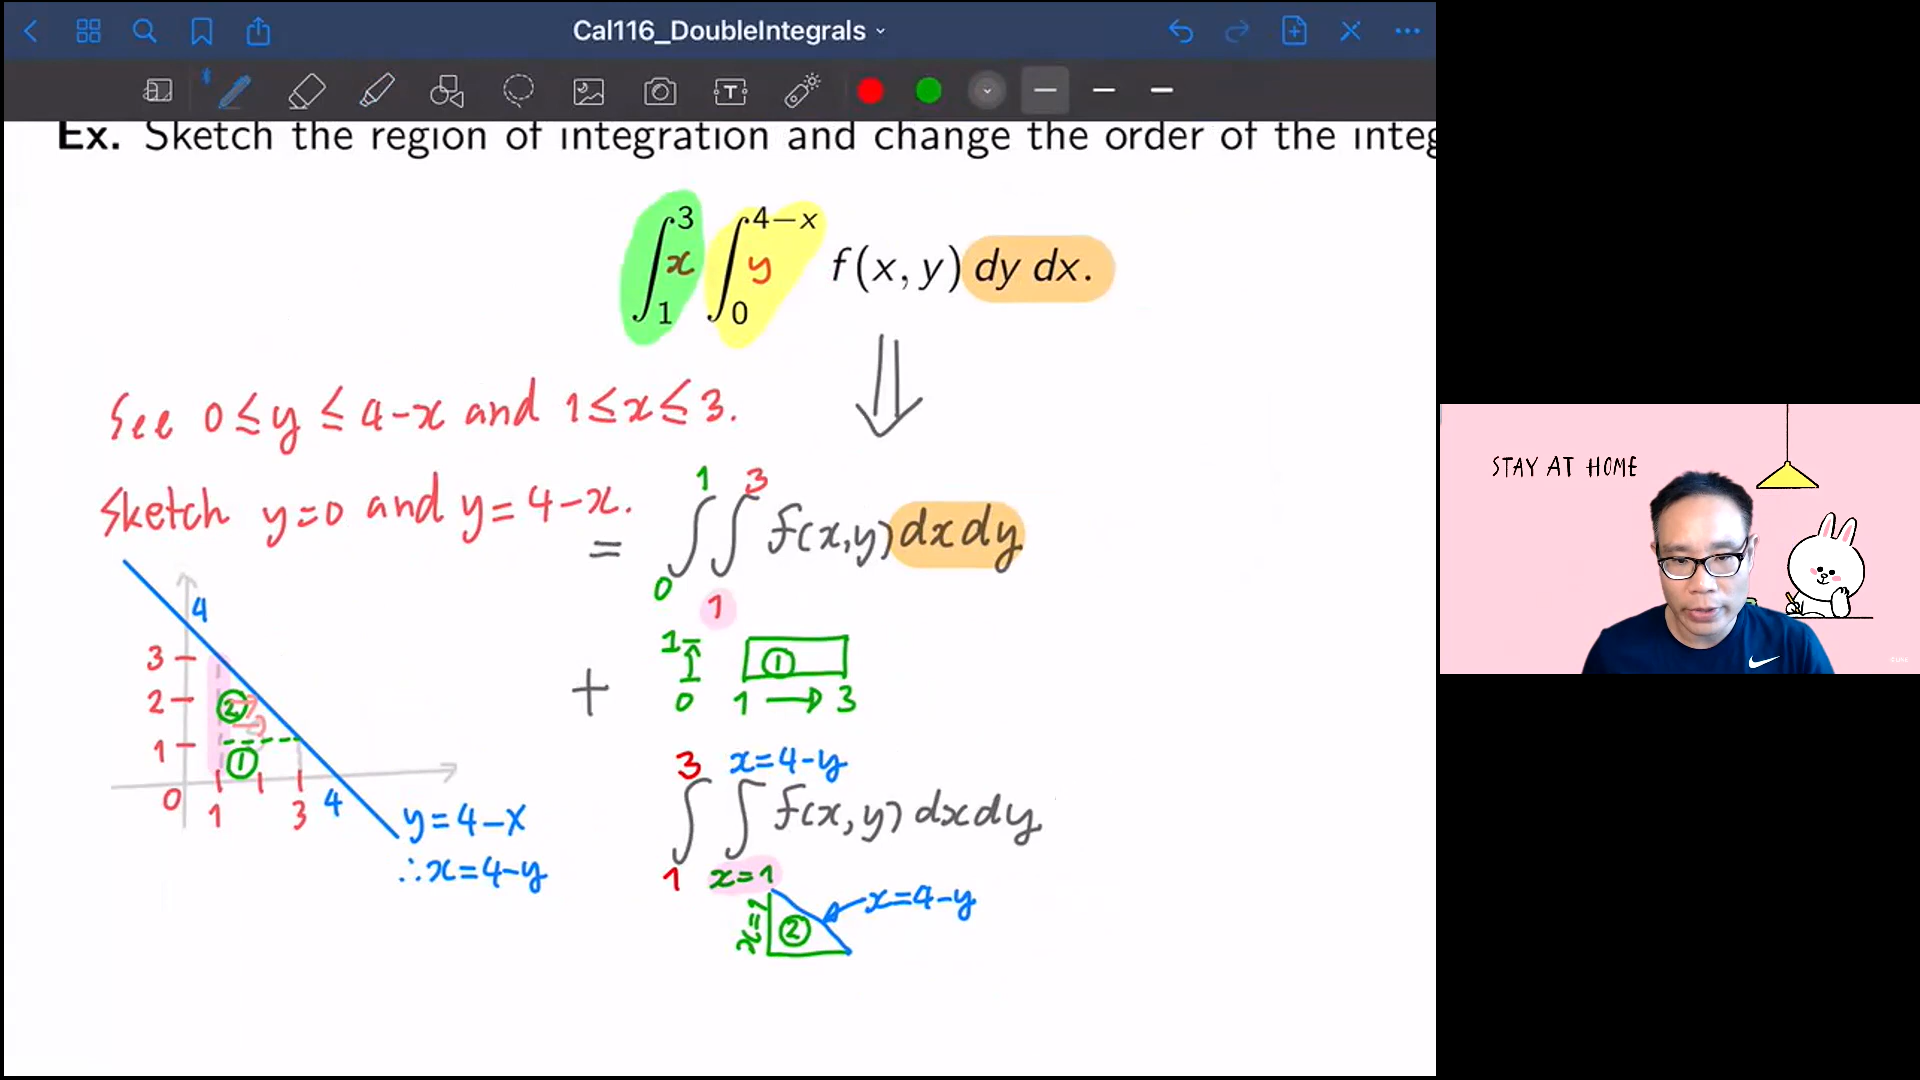 Cal116_DoubleIntegrals
T
Ex. Sketch the region of integration and change the order of the integ
∫₁³ x ∫₀⁴⁻ˣ y f(x, y) dy dx.
See 0 ≤ y ≤ 4-x and 1 ≤ x ≤ 3.
Sketch y=0 and y=4-x.
= ∫₀¹ ∫₁³ f(x,y) dx dy
1
0
①
1 → 3
+
∫₁³ ∫_{x=1}^{x=4-y} f(x,y) dx dy
x=1
②
x=4-y
4
3
2
1
②
①
0
1
3
4
y=4-x
∴x=4-y
STAY AT HOME